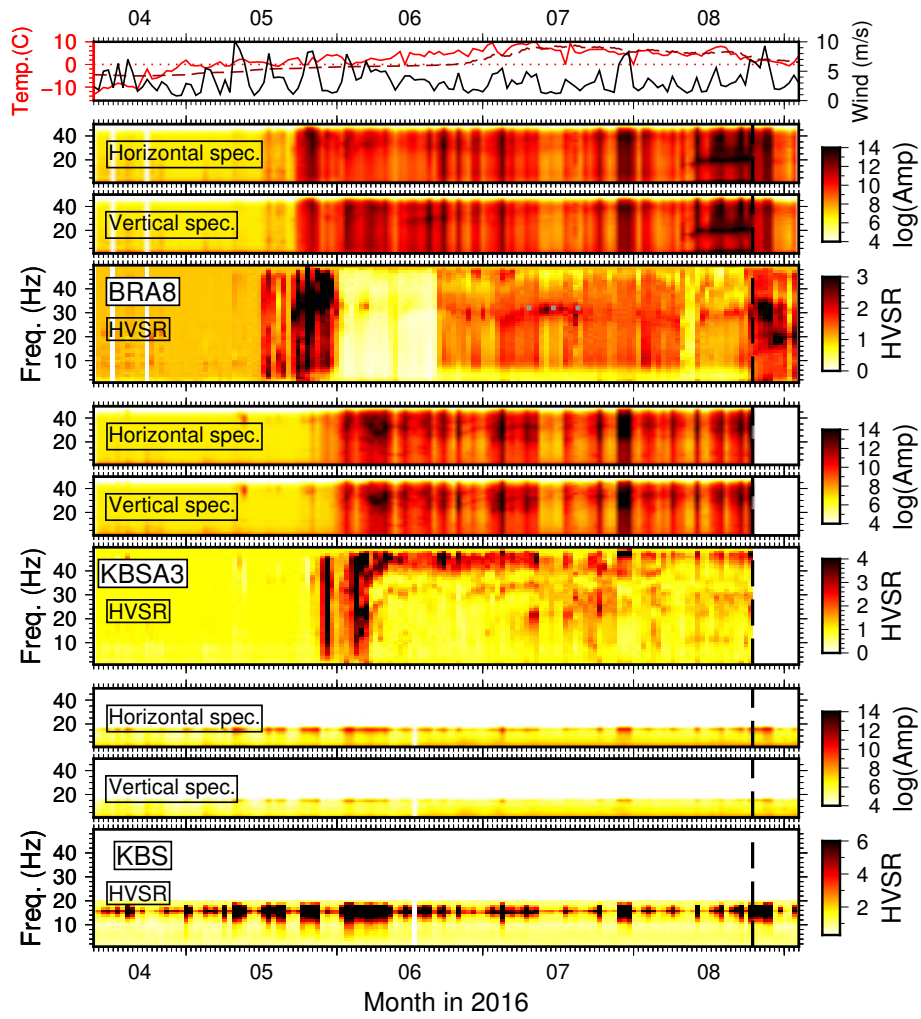 04 05 06 07 08
Temp.(C)
10
0
−10
10
5
0
Wind (m/s)
40
20
Horizontal spec.
40
20
Vertical spec.
14
12
10
8
6
4
log(Amp)
Freq. (Hz)
40
30
20
10
BRA8
HVSR
3
2
1
0
HVSR
40
20
Horizontal spec.
40
20
Vertical spec.
14
12
10
8
6
4
log(Amp)
Freq. (Hz)
40
30
20
10
KBSA3
HVSR
4
3
2
1
0
HVSR
40
20
Horizontal spec.
40
20
Vertical spec.
14
12
10
8
6
4
log(Amp)
Freq. (Hz)
50
40
30
20
10
KBS
HVSR
6
4
2
HVSR
04 05 06 07 08
Month in 2016